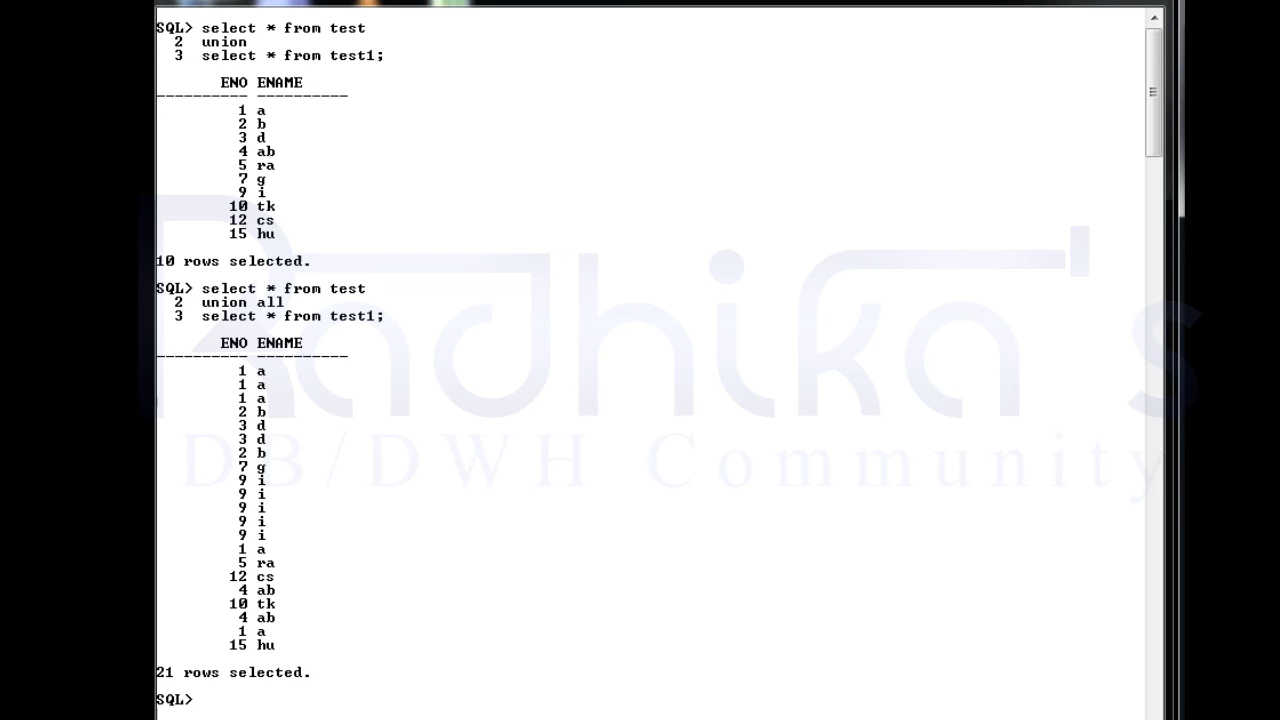 SQL> select * from test
2 union
3 select * from test1;
ENO ENAME
---------- ----------
1 a
2 b
3 d
4 ab
5 ra
7 g
9 i
10 tk
12 cs
15 hu
10 rows selected.
SQL> select * from test
2 union all
3 select * from test1;
ENO ENAME
---------- ----------
1 a
1 a
1 a
2 b
3 d
3 d
2 b
7 g
9 i
9 i
9 i
9 i
9 i
1 a
5 ra
12 cs
4 ab
10 tk
4 ab
1 a
15 hu
21 rows selected.
SQL>
Radhika's
DB/DWH Community